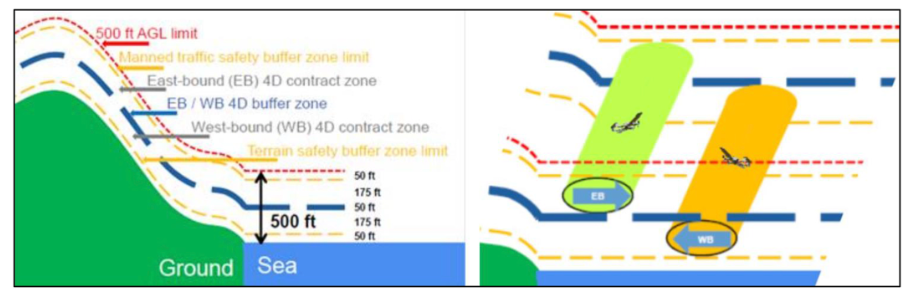 500 ft AGL limit
Manned traffic safety buffer zone limit
East-bound (EB) 4D contract zone
EB / WB 4D buffer zone
West-bound (WB) 4D contract zone
Terrain safety buffer zone limit
50 ft
175 ft
50 ft
175 ft
50 ft
500 ft
Ground
Sea
EB
WB